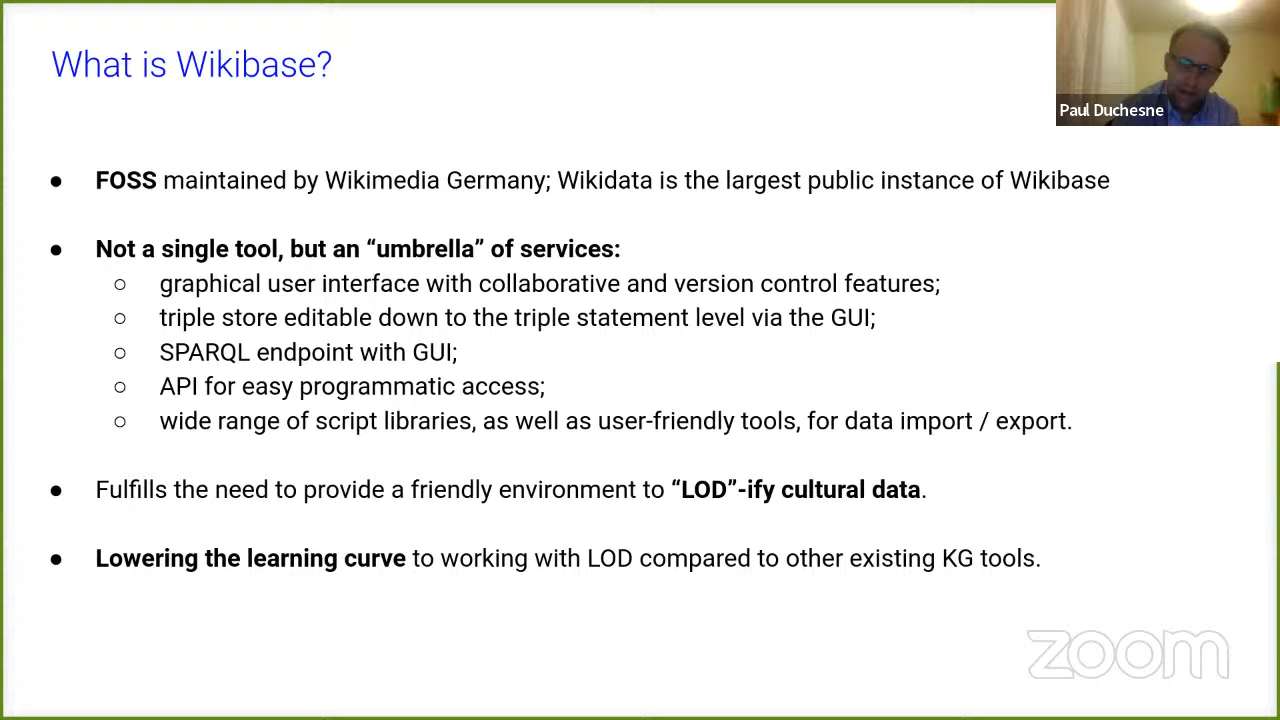 What is Wikibase?
Paul Duchesne
● FOSS maintained by Wikimedia Germany; Wikidata is the largest public instance of Wikibase
● Not a single tool, but an “umbrella” of services:
○ graphical user interface with collaborative and version control features;
○ triple store editable down to the triple statement level via the GUI;
○ SPARQL endpoint with GUI;
○ API for easy programmatic access;
○ wide range of script libraries, as well as user-friendly tools, for data import / export.
● Fulfills the need to provide a friendly environment to “LOD”-ify cultural data.
● Lowering the learning curve to working with LOD compared to other existing KG tools.
zoom